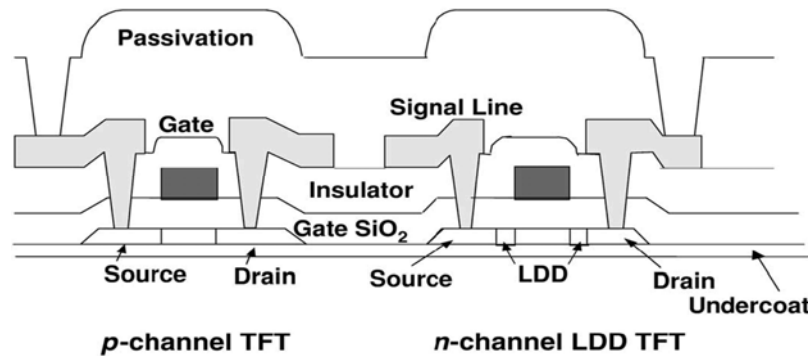 Passivation
Signal Line
Gate
Insulator
Gate SiO₂
Source
Drain
Source
LDD
Drain
Undercoat
p-channel TFT
n-channel LDD TFT